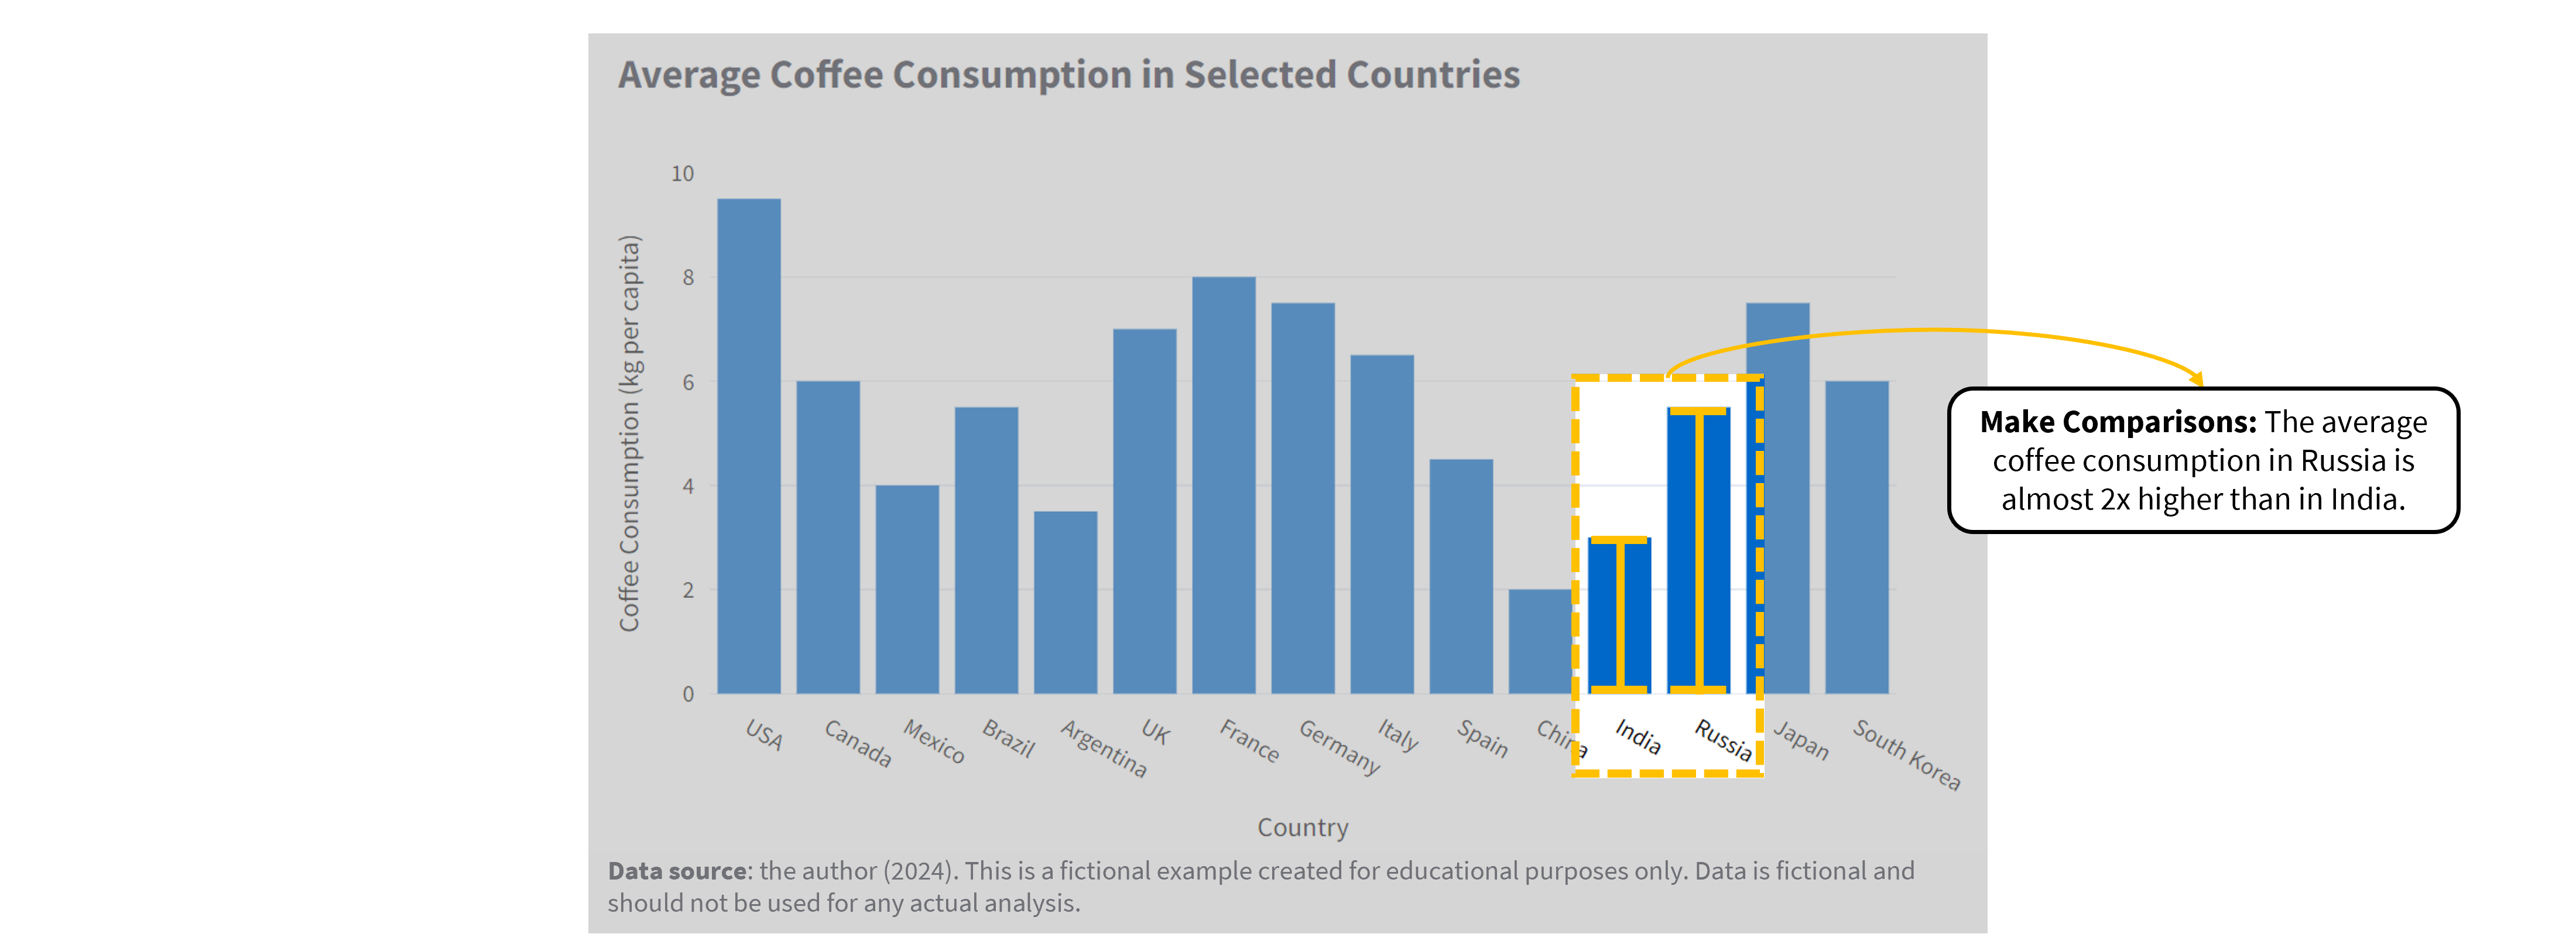 Average Coffee Consumption in Selected Countries
Coffee Consumption (kg per capita)
10
8
6
4
2
0
USA
Canada
Mexico
Brazil
Argentina
UK
France
Germany
Italy
Spain
China
India
Russia
Japan
South Korea
Country
Make Comparisons: The average
coffee consumption in Russia is
almost 2x higher than in India.
Data source: the author (2024). This is a fictional example created for educational purposes only. Data is fictional and
should not be used for any actual analysis.